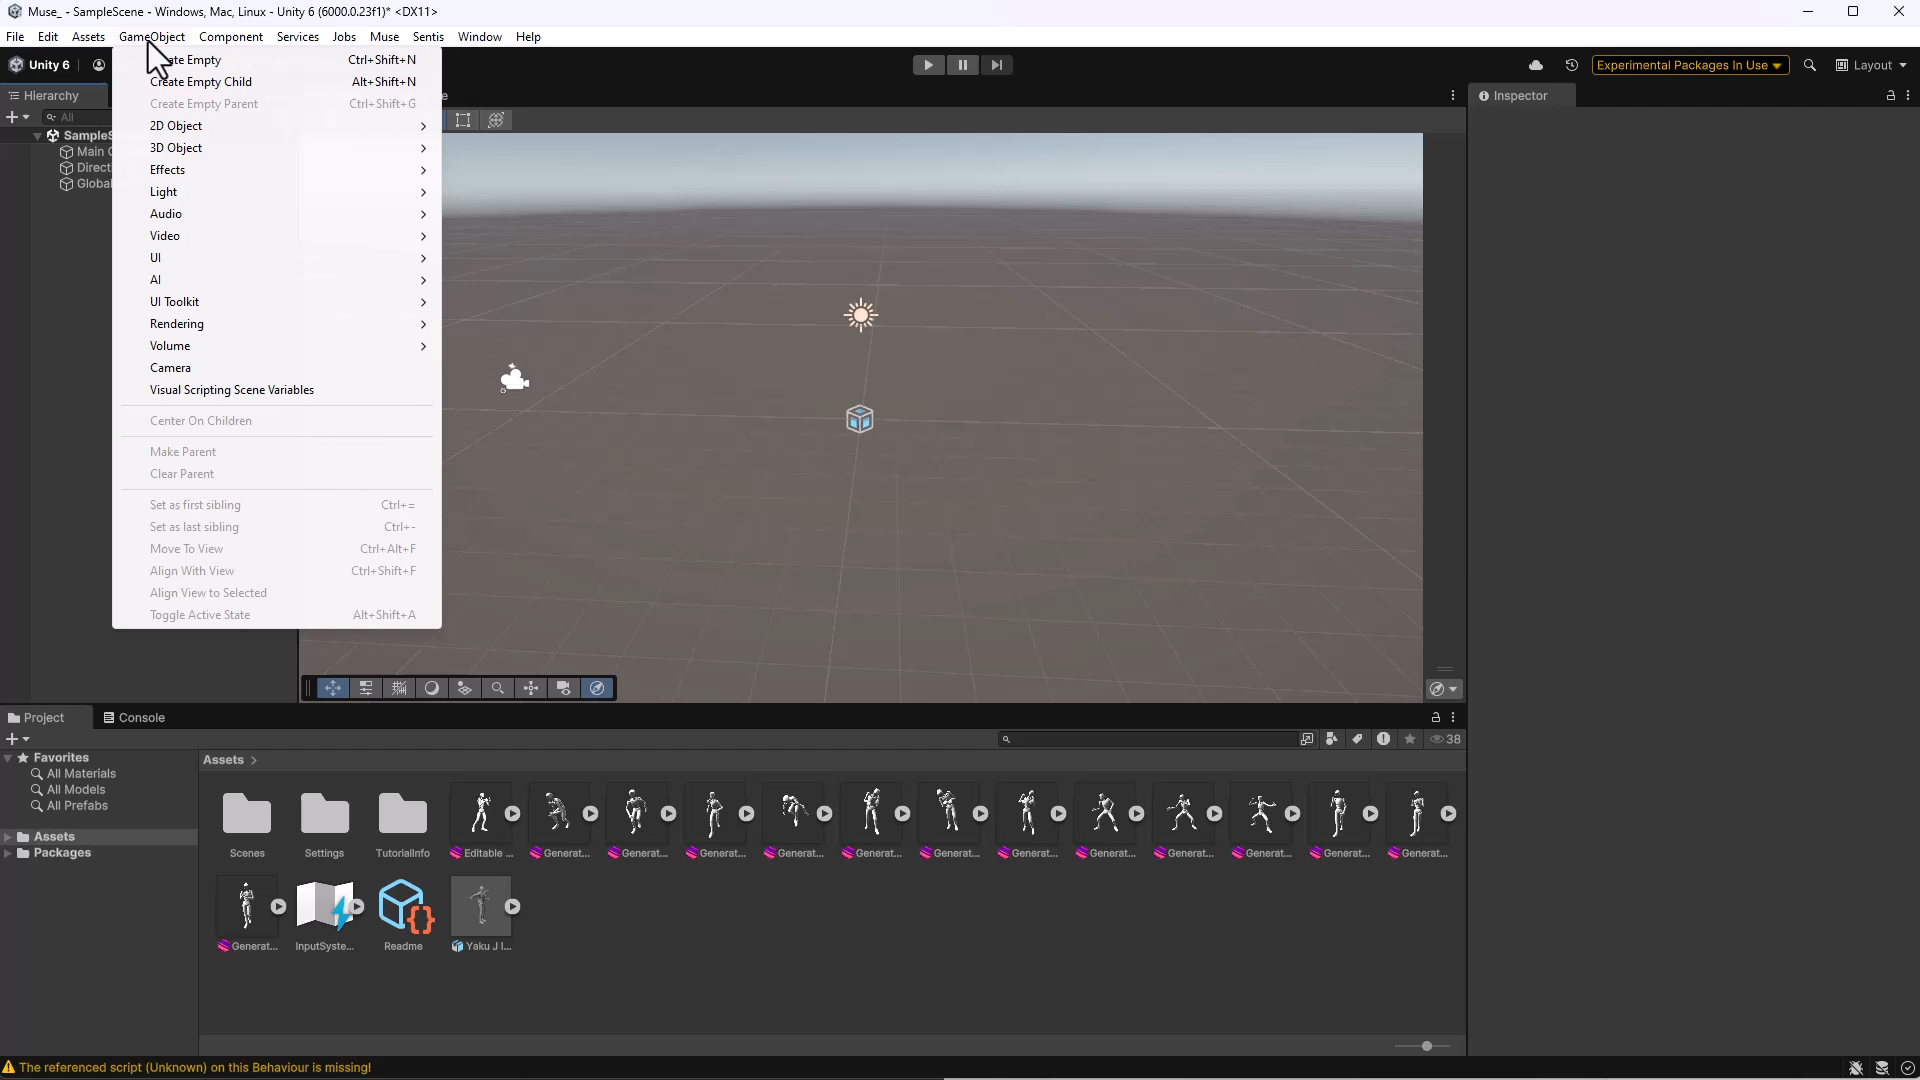 Muse_ - SampleScene - Windows, Mac, Linux - Unity 6 (6000.0.23f1)* <DX11>
File Edit Assets GameObject Component Services Jobs Muse Sentis Window Help
Unity 6
Experimental Packages In Use
Layout
Hierarchy
Inspector
All
Empty Ctrl+Shift+N
Create Empty Child Alt+Shift+N
Create Empty Parent Ctrl+Shift+G
2D Object
3D Object
Effects
Light
Audio
Video
UI
AI
UI Toolkit
Rendering
Volume
Camera
Visual Scripting Scene Variables
Center On Children
Make Parent
Clear Parent
Set as first sibling Ctrl+=
Set as last sibling Ctrl+-
Move To View Ctrl+Alt+F
Align With View Ctrl+Shift+F
Align View to Selected
Toggle Active State Alt+Shift+A
Project Console
38
Favorites
All Materials
All Models
All Prefabs
Assets
Packages
Assets >
Scenes Settings TutorialInfo Editable ... Generat... Generat... Generat... Generat... Generat... Generat... Generat... Generat... Generat... Generat... Generat... Generat...
Generat... InputSyste... Readme Yaku J I...
The referenced script (Unknown) on this Behaviour is missing!